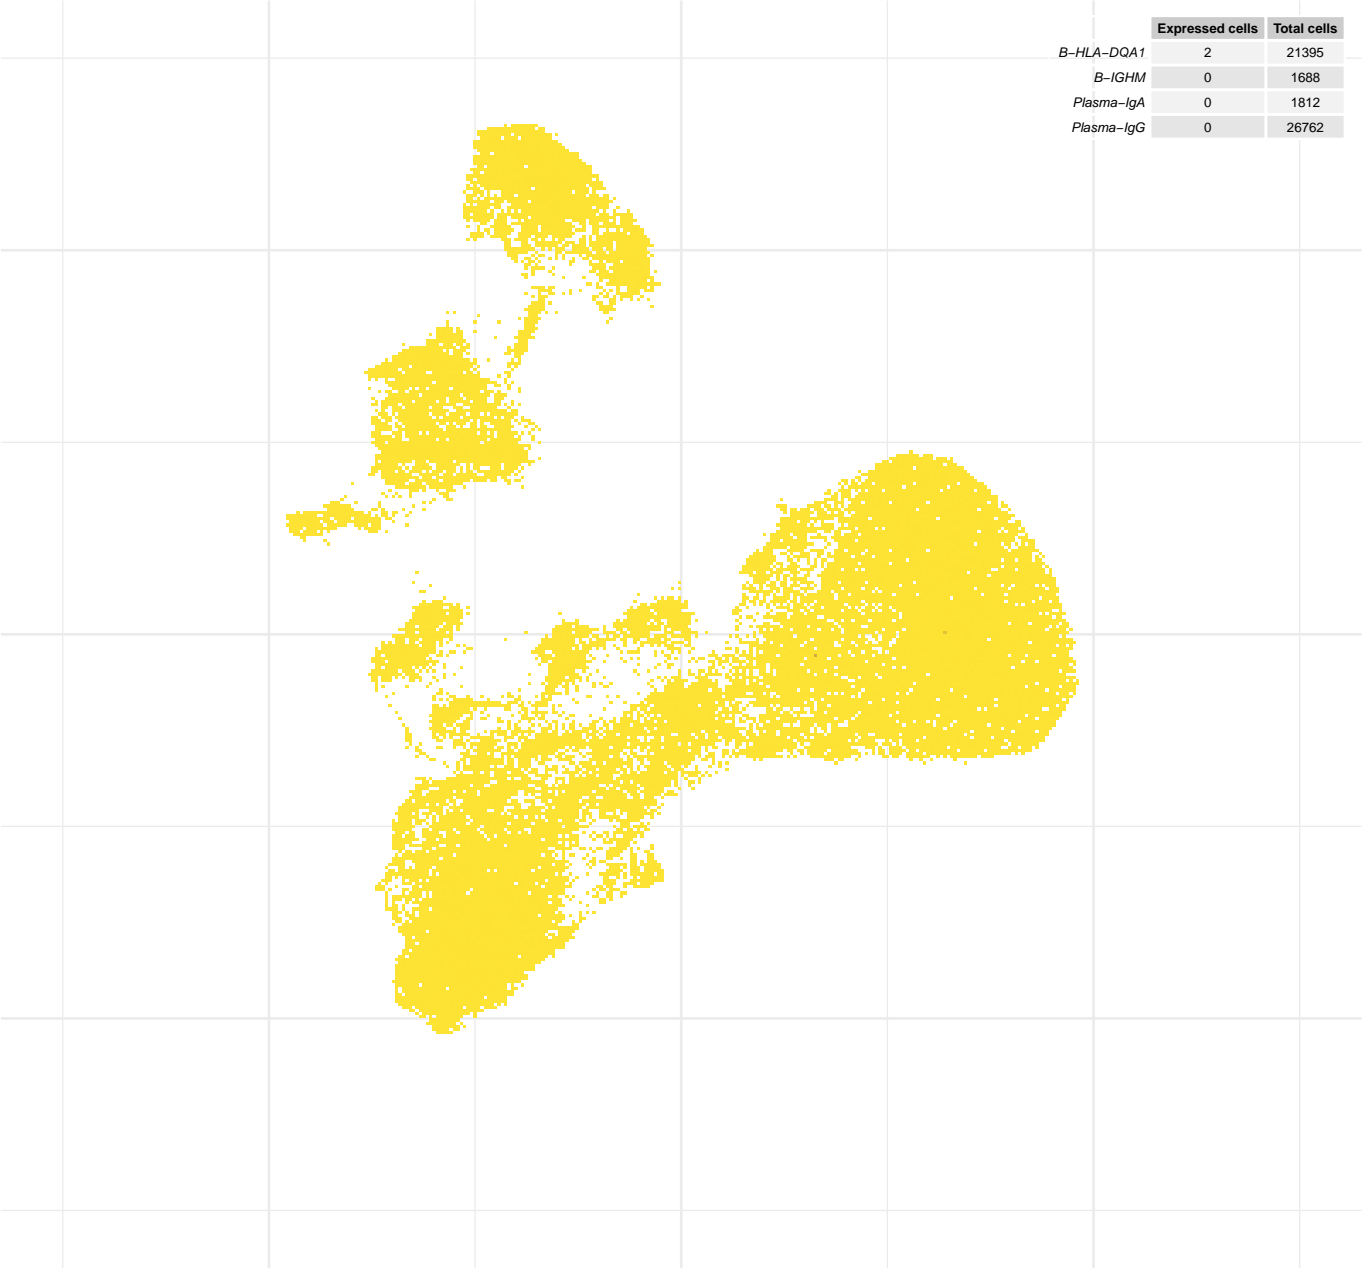 Expressed cells Total cells
B−HLA−DQA1 2 21395
B−IGHM 0 1688
Plasma−IgA 0 1812
Plasma−IgG 0 26762